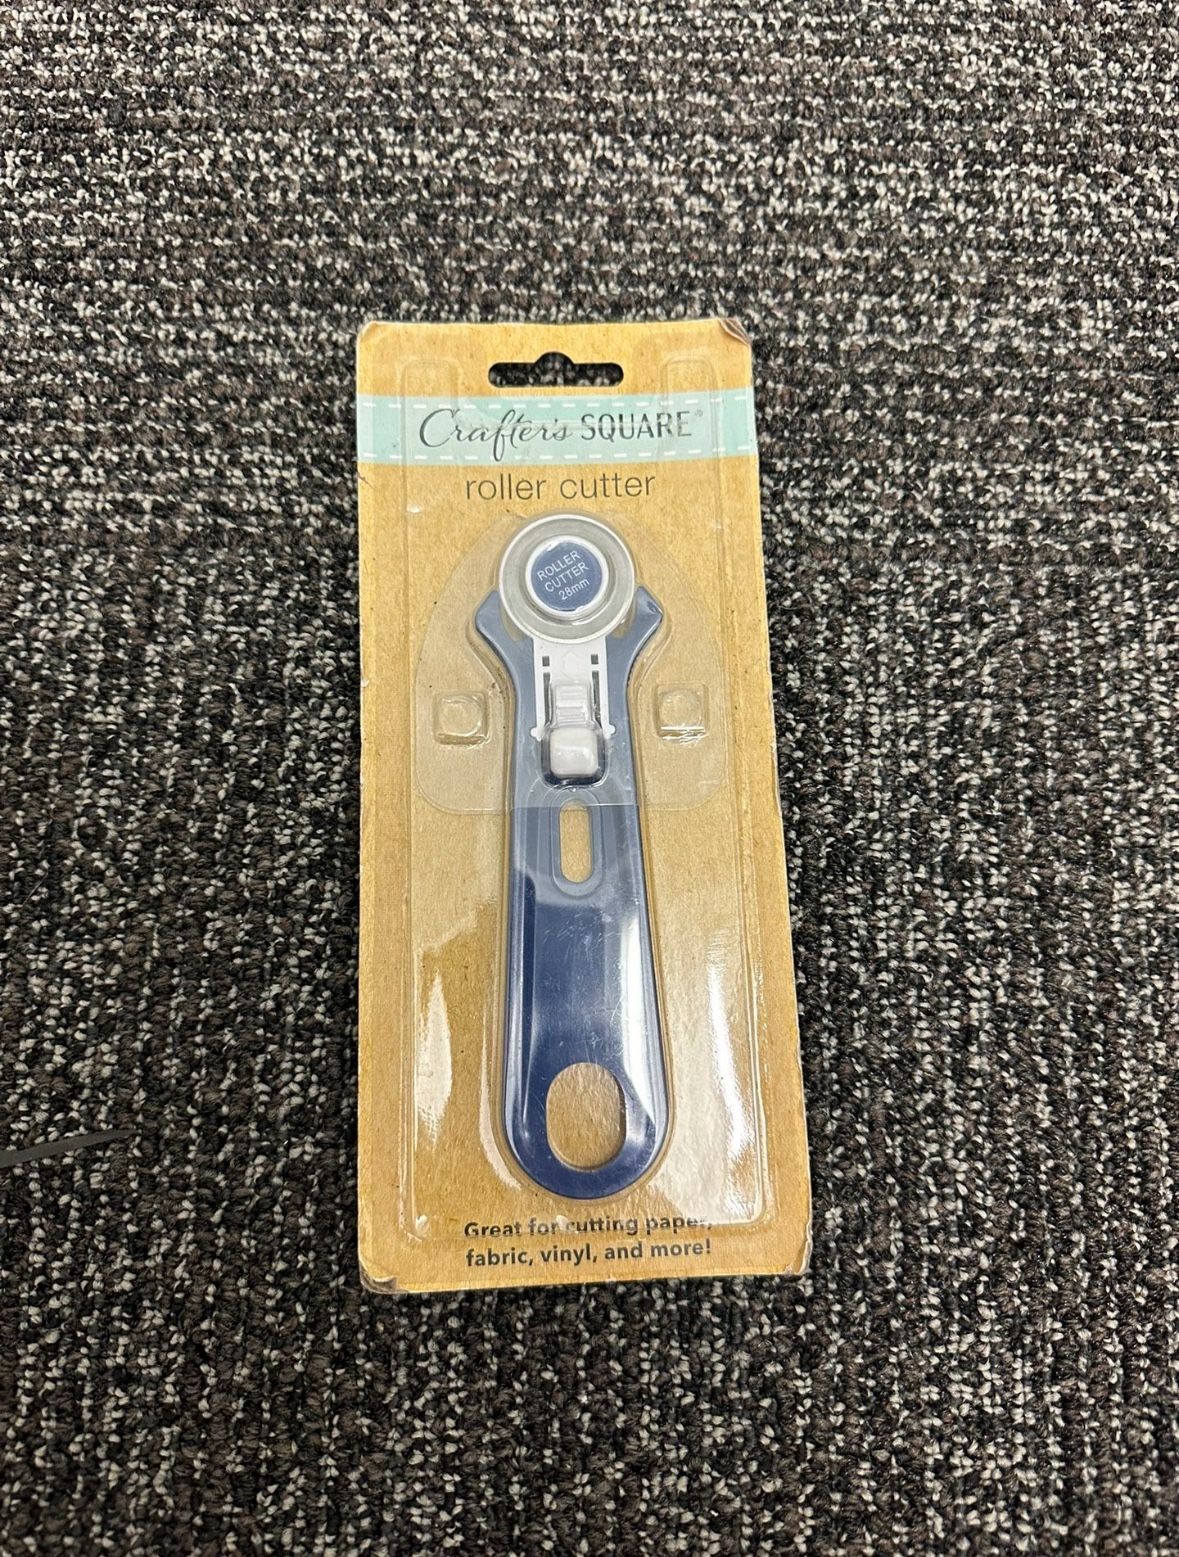 Crafter's SQUARE®
roller cutter
ROLLER
CUTTER
28mm
Great for cutting paper,
fabric, vinyl, and more!